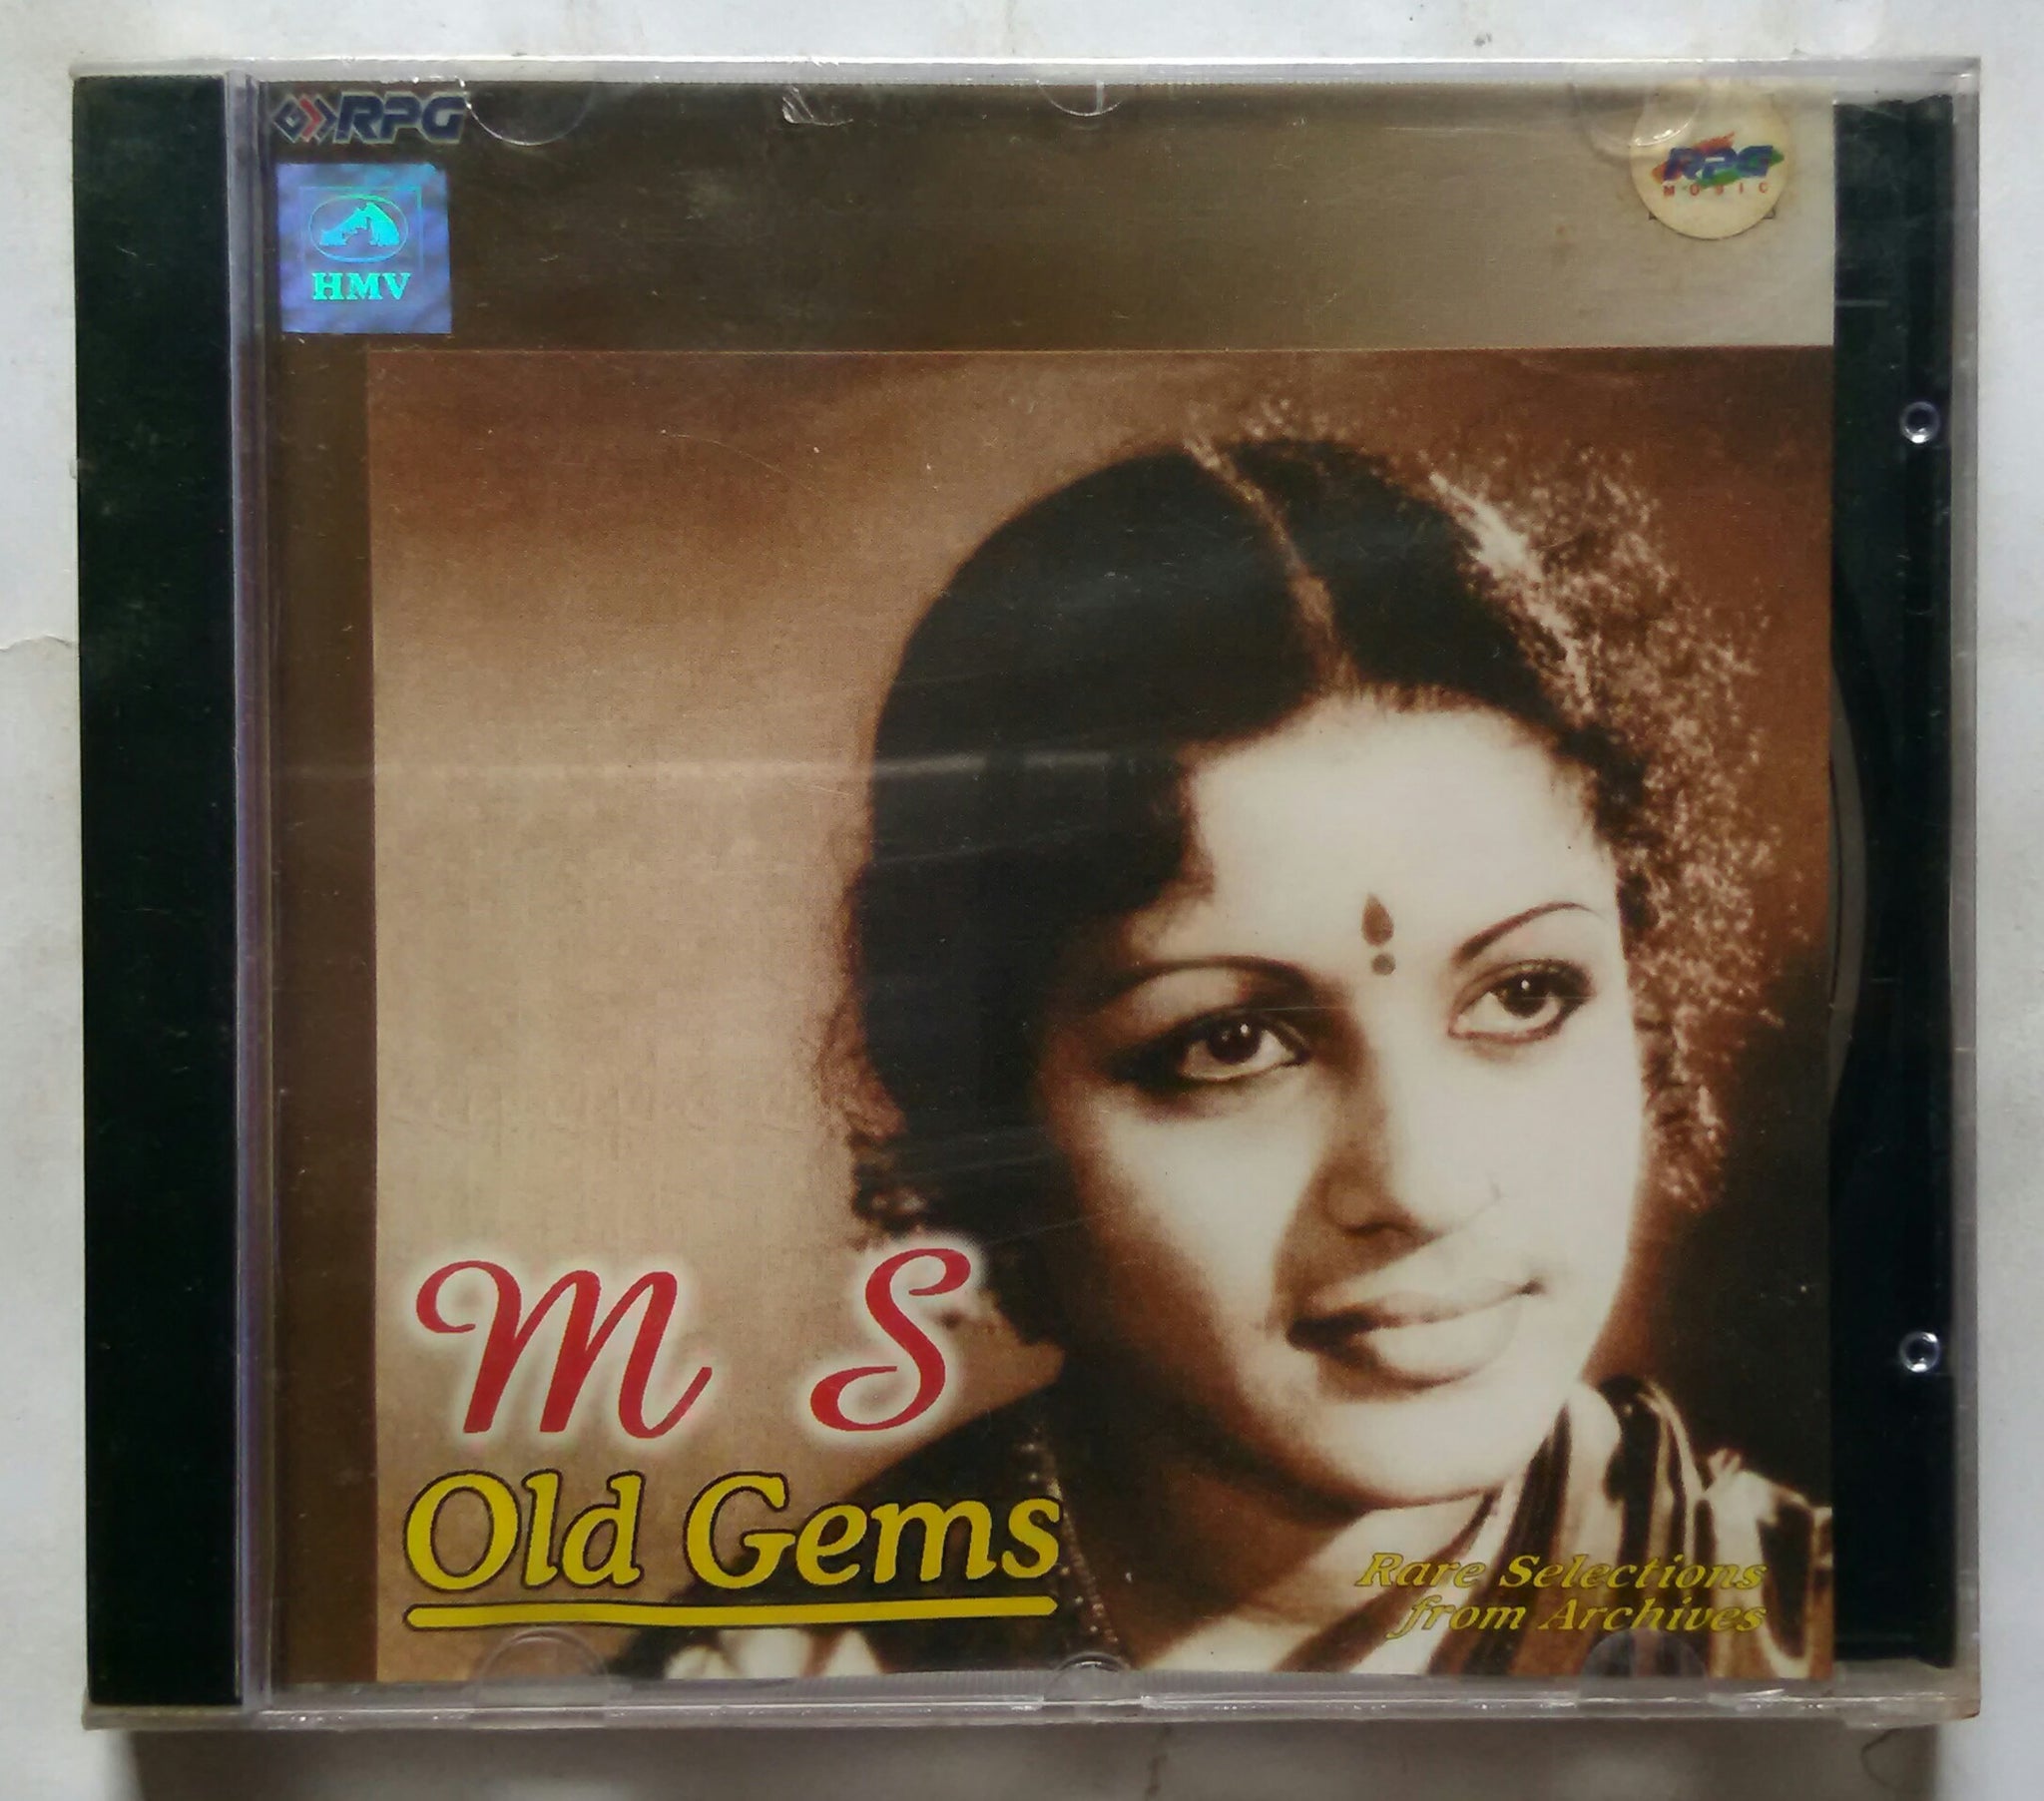 RPG
HMV
RPG
MUSIC
M S
Old Gems
Rare Selections
from Archives